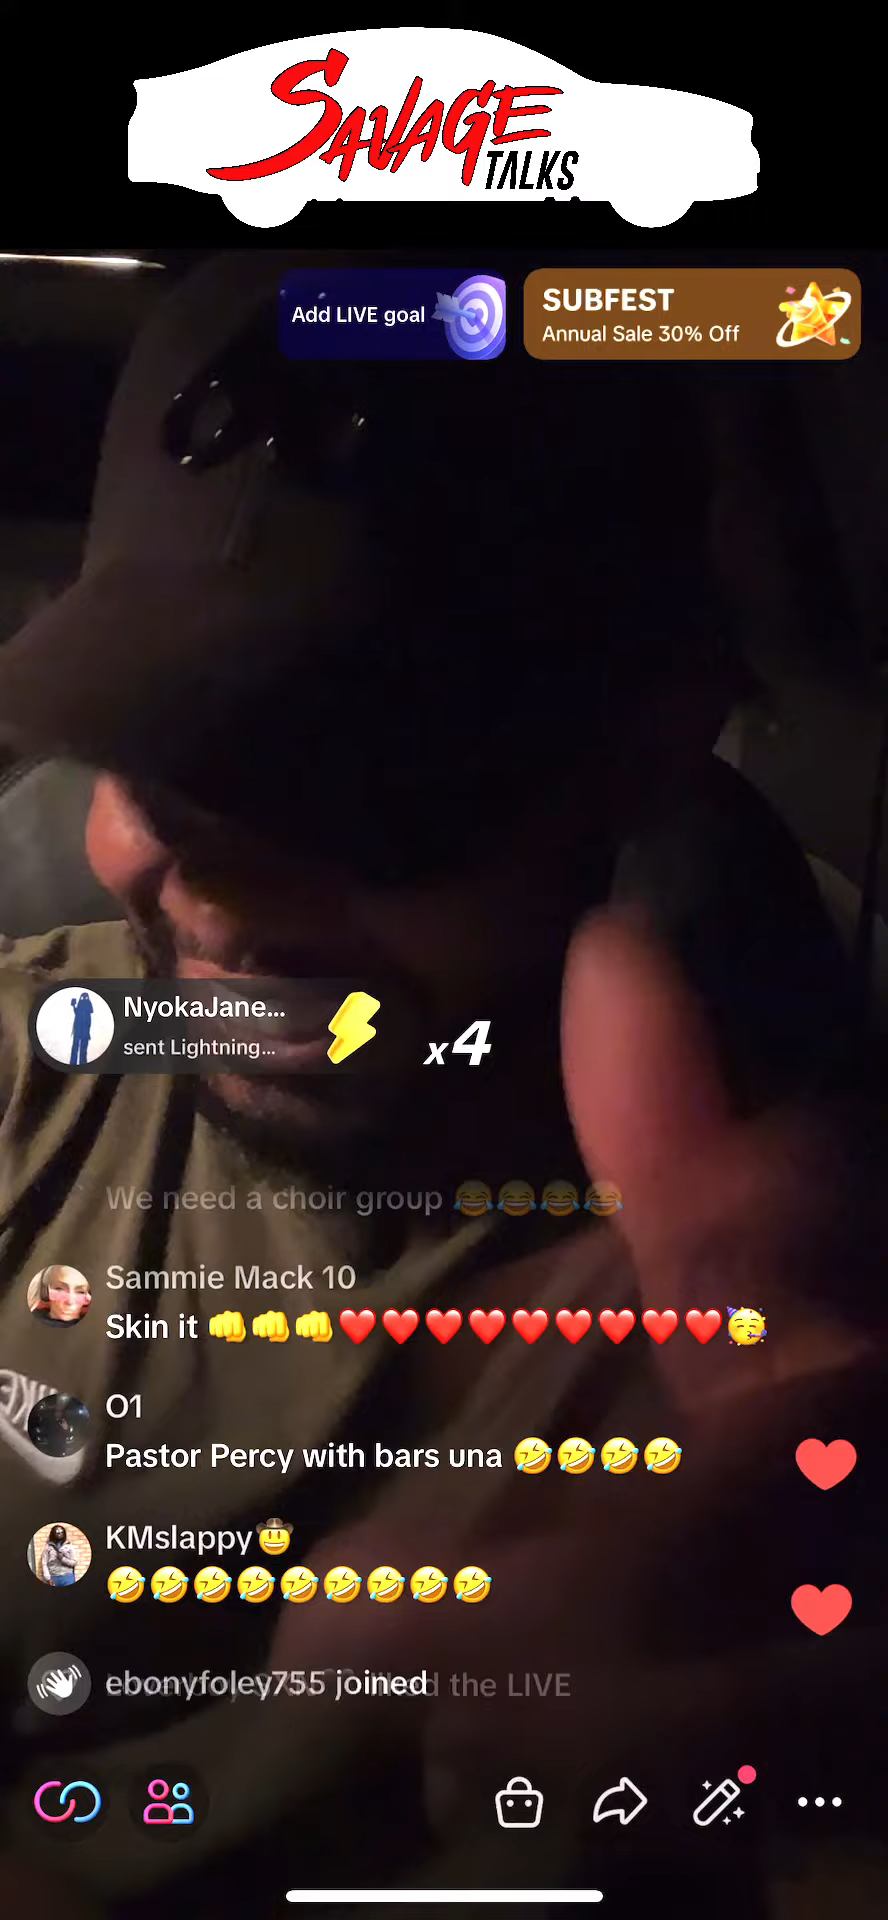 SAVAGE
TALKS
Add LIVE goal
SUBFEST
Annual Sale 30% Off
NyokaJane...
sent Lightning...
x4
We need a choir group 😂😂😂😂
Sammie Mack 10
Skin it 👊👊👊❤️❤️❤️❤️❤️❤️❤️❤️❤️🥳
O1
Pastor Percy with bars una 🤣🤣🤣🤣
KMslappy🤠
🤣🤣🤣🤣🤣🤣🤣🤣🤣
ebonyfoley755 joined
liked the LIVE